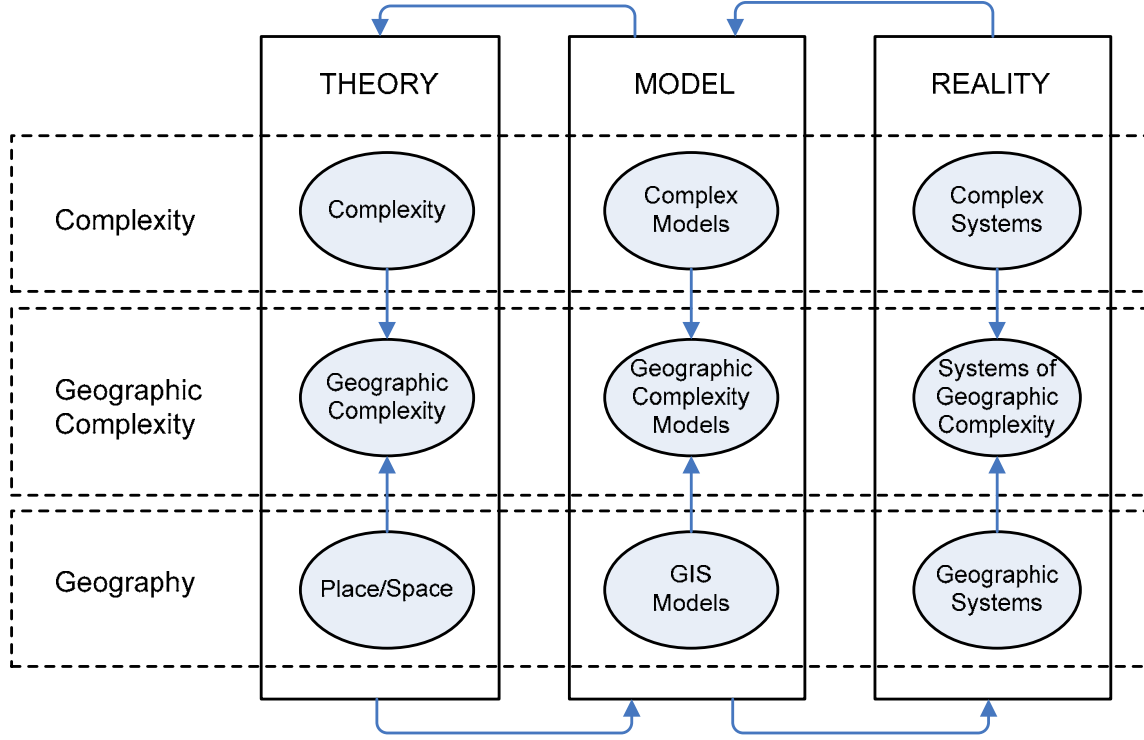 THEORY
MODEL
REALITY
Complexity
Complexity
Complex
Models
Complex
Systems
Geographic
Complexity
Geographic
Complexity
Geographic
Complexity
Models
Systems of
Geographic
Complexity
Geography
Place/Space
GIS
Models
Geographic
Systems